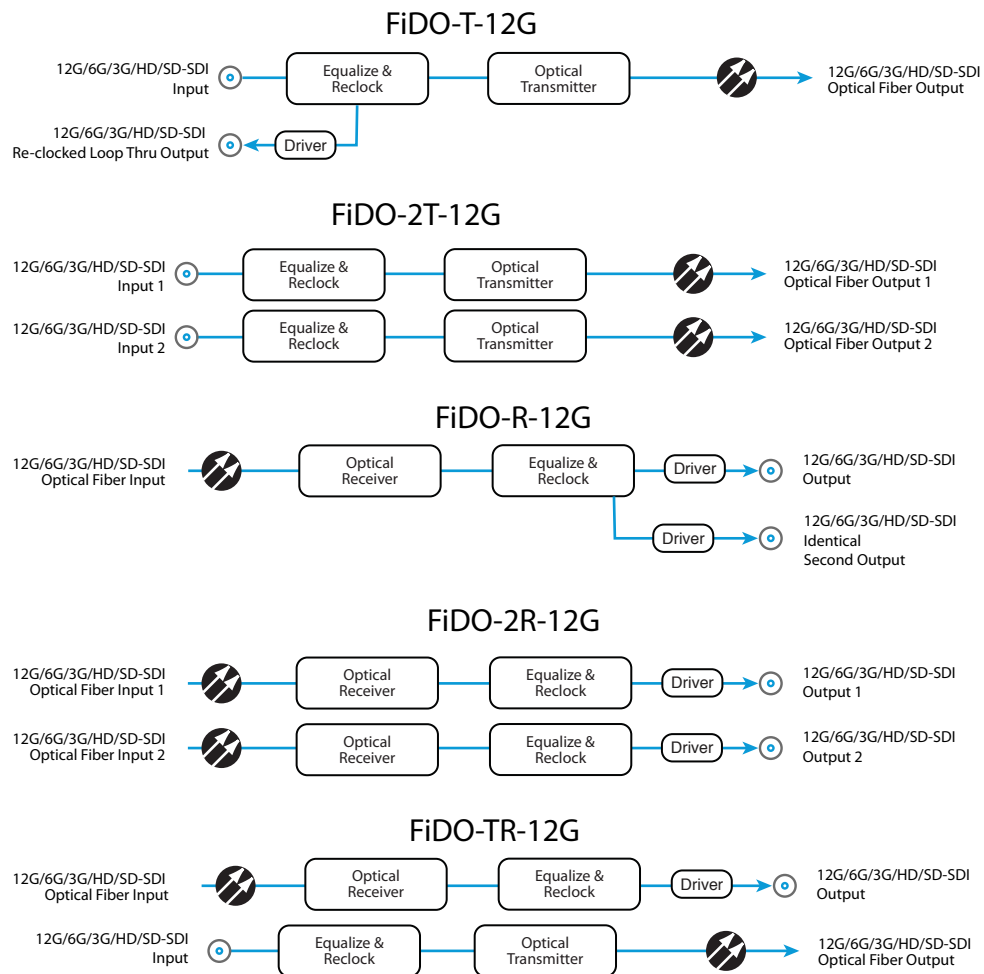 FiDO-T-12G
12G/6G/3G/HD/SD-SDI
Input
Equalize &
Reclock
Optical
Transmitter
12G/6G/3G/HD/SD-SDI
Optical Fiber Output
12G/6G/3G/HD/SD-SDI
Re-clocked Loop Thru Output
Driver
FiDO-2T-12G
12G/6G/3G/HD/SD-SDI
Input 1
Equalize &
Reclock
Optical
Transmitter
12G/6G/3G/HD/SD-SDI
Optical Fiber Output 1
12G/6G/3G/HD/SD-SDI
Input 2
Equalize &
Reclock
Optical
Transmitter
12G/6G/3G/HD/SD-SDI
Optical Fiber Output 2
FiDO-R-12G
12G/6G/3G/HD/SD-SDI
Optical Fiber Input
Optical
Receiver
Equalize &
Reclock
Driver
12G/6G/3G/HD/SD-SDI
Output
Driver
12G/6G/3G/HD/SD-SDI
Identical
Second Output
FiDO-2R-12G
12G/6G/3G/HD/SD-SDI
Optical Fiber Input 1
Optical
Receiver
Equalize &
Reclock
Driver
12G/6G/3G/HD/SD-SDI
Output 1
12G/6G/3G/HD/SD-SDI
Optical Fiber Input 2
Optical
Receiver
Equalize &
Reclock
Driver
12G/6G/3G/HD/SD-SDI
Output 2
FiDO-TR-12G
12G/6G/3G/HD/SD-SDI
Optical Fiber Input
Optical
Receiver
Equalize &
Reclock
Driver
12G/6G/3G/HD/SD-SDI
Output
12G/6G/3G/HD/SD-SDI
Input
Equalize &
Reclock
Optical
Transmitter
12G/6G/3G/HD/SD-SDI
Optical Fiber Output